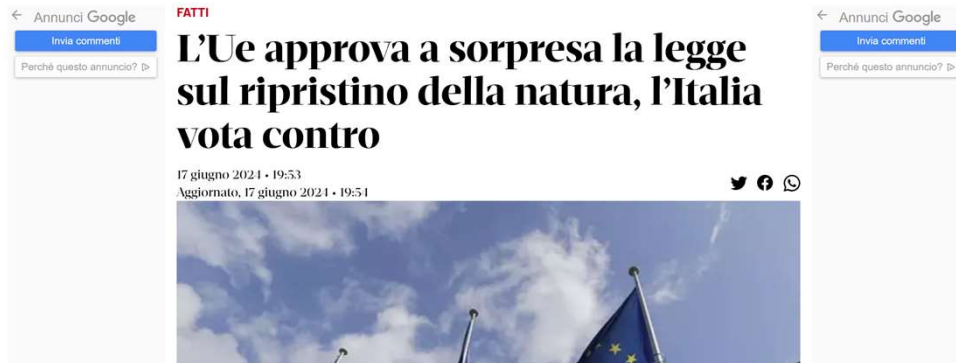 ← Annunci Google
Invia commenti
Perché questo annuncio?
FATTI
L’Ue approva a sorpresa la legge
sul ripristino della natura, l’Italia
vota contro
17 giugno 2024 • 19:53
Aggiornato, 17 giugno 2024 • 19:54
← Annunci Google
Invia commenti
Perché questo annuncio?